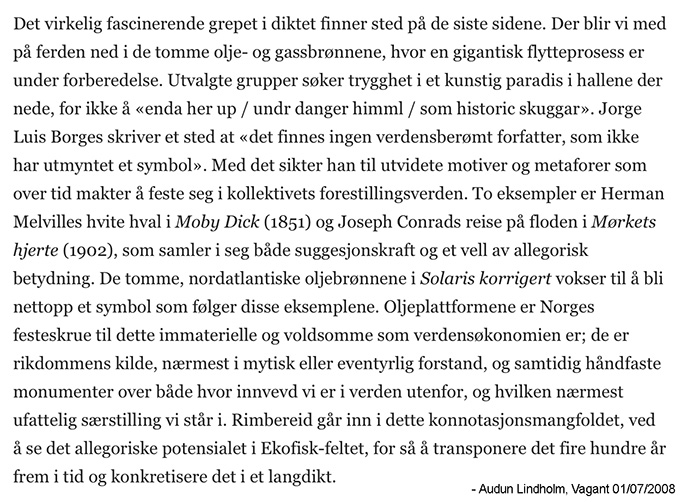 Det virkelig fascinerende grepet i diktet finner sted på de siste sidene. Der blir vi med
på ferden ned i de tomme olje- og gassbrønnene, hvor en gigantisk flytteprosess er
under forberedelse. Utvalgte grupper søker trygghet i et kunstig paradis i hallene der
nede, for ikke å «enda her up / undr danger himml / som historic skuggar». Jorge
Luis Borges skriver et sted at «det finnes ingen verdensberømt forfatter, som ikke
har utmyntet et symbol». Med det sikter han til utvidete motiver og metaforer som
over tid makter å feste seg i kollektivets forestillingsverden. To eksempler er Herman
Melvilles hvite hval i Moby Dick (1851) og Joseph Conrads reise på floden i Mørkets
hjerte (1902), som samler i seg både suggesjonskraft og et vell av allegorisk
betydning. De tomme, nordatlantiske oljebrønnene i Solaris korrigert vokser til å bli
nettopp et symbol som følger disse eksemplene. Oljeplattformene er Norges
festeskrue til dette immaterielle og voldsomme som verdensøkonomien er; de er
rikdommens kilde, nærmest i mytisk eller eventyrlig forstand, og samtidig håndfaste
monumenter over både hvor innvevd vi er i verden utenfor, og hvilken nærmest
ufattelig særstilling vi står i. Rimbereid går inn i dette konnotasjonsmangfoldet, ved
å se det allegoriske potensialet i Ekofisk-feltet, for så å transponere det fire hundre år
frem i tid og konkretisere det i et langdikt.
- Audun Lindholm, Vagant 01/07/2008